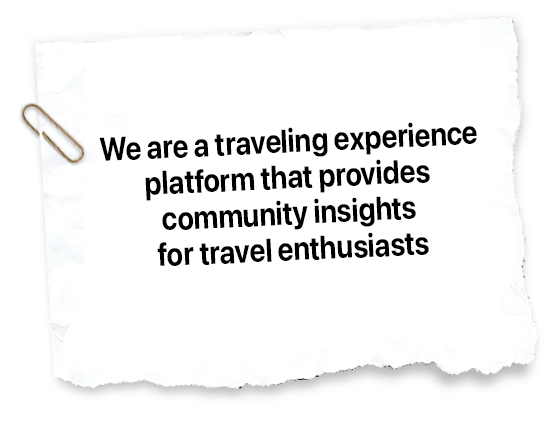 We are a traveling experience
platform that provides
community insights
for travel enthusiasts